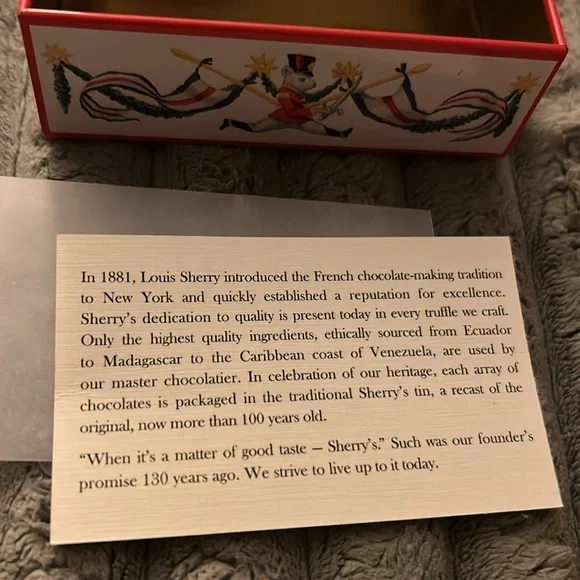 In 1881, Louis Sherry introduced the French chocolate-making tradition
to New York and quickly established a reputation for excellence.
Sherry's dedication to quality is present today in every truffle we craft.
Only the highest quality ingredients, ethically sourced from Ecuador
to Madagascar to the Caribbean coast of Venezuela, are used by
our master chocolatier. In celebration of our heritage, each array of
chocolates is packaged in the traditional Sherry's tin, a recast of the
original, now more than 100 years old.
“When it's a matter of good taste – Sherry's.” Such was our founder's
promise 130 years ago. We strive to live up to it today.